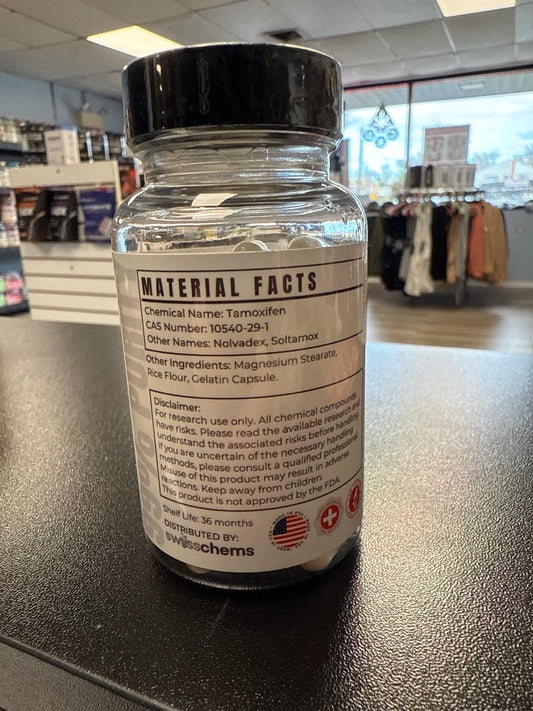 MATERIAL FACTS
Chemical Name: Tamoxifen
CAS Number: 10540-29-1
Other Names: Nolvadex, Soltamox
Other Ingredients: Magnesium Stearate,
Rice Flour, Gelatin Capsule.
Disclaimer:
For research use only. All chemical compounds
have risks. Please read the available research and
understand the associated risks before handling
if you are uncertain of the necessary handling
methods, please consult a qualified professional.
Misuse of this product may result in adverse
reactions. Keep away from children.
This product is not approved by the FDA.
Shelf Life: 36 months
DISTRIBUTED BY:
swisschems